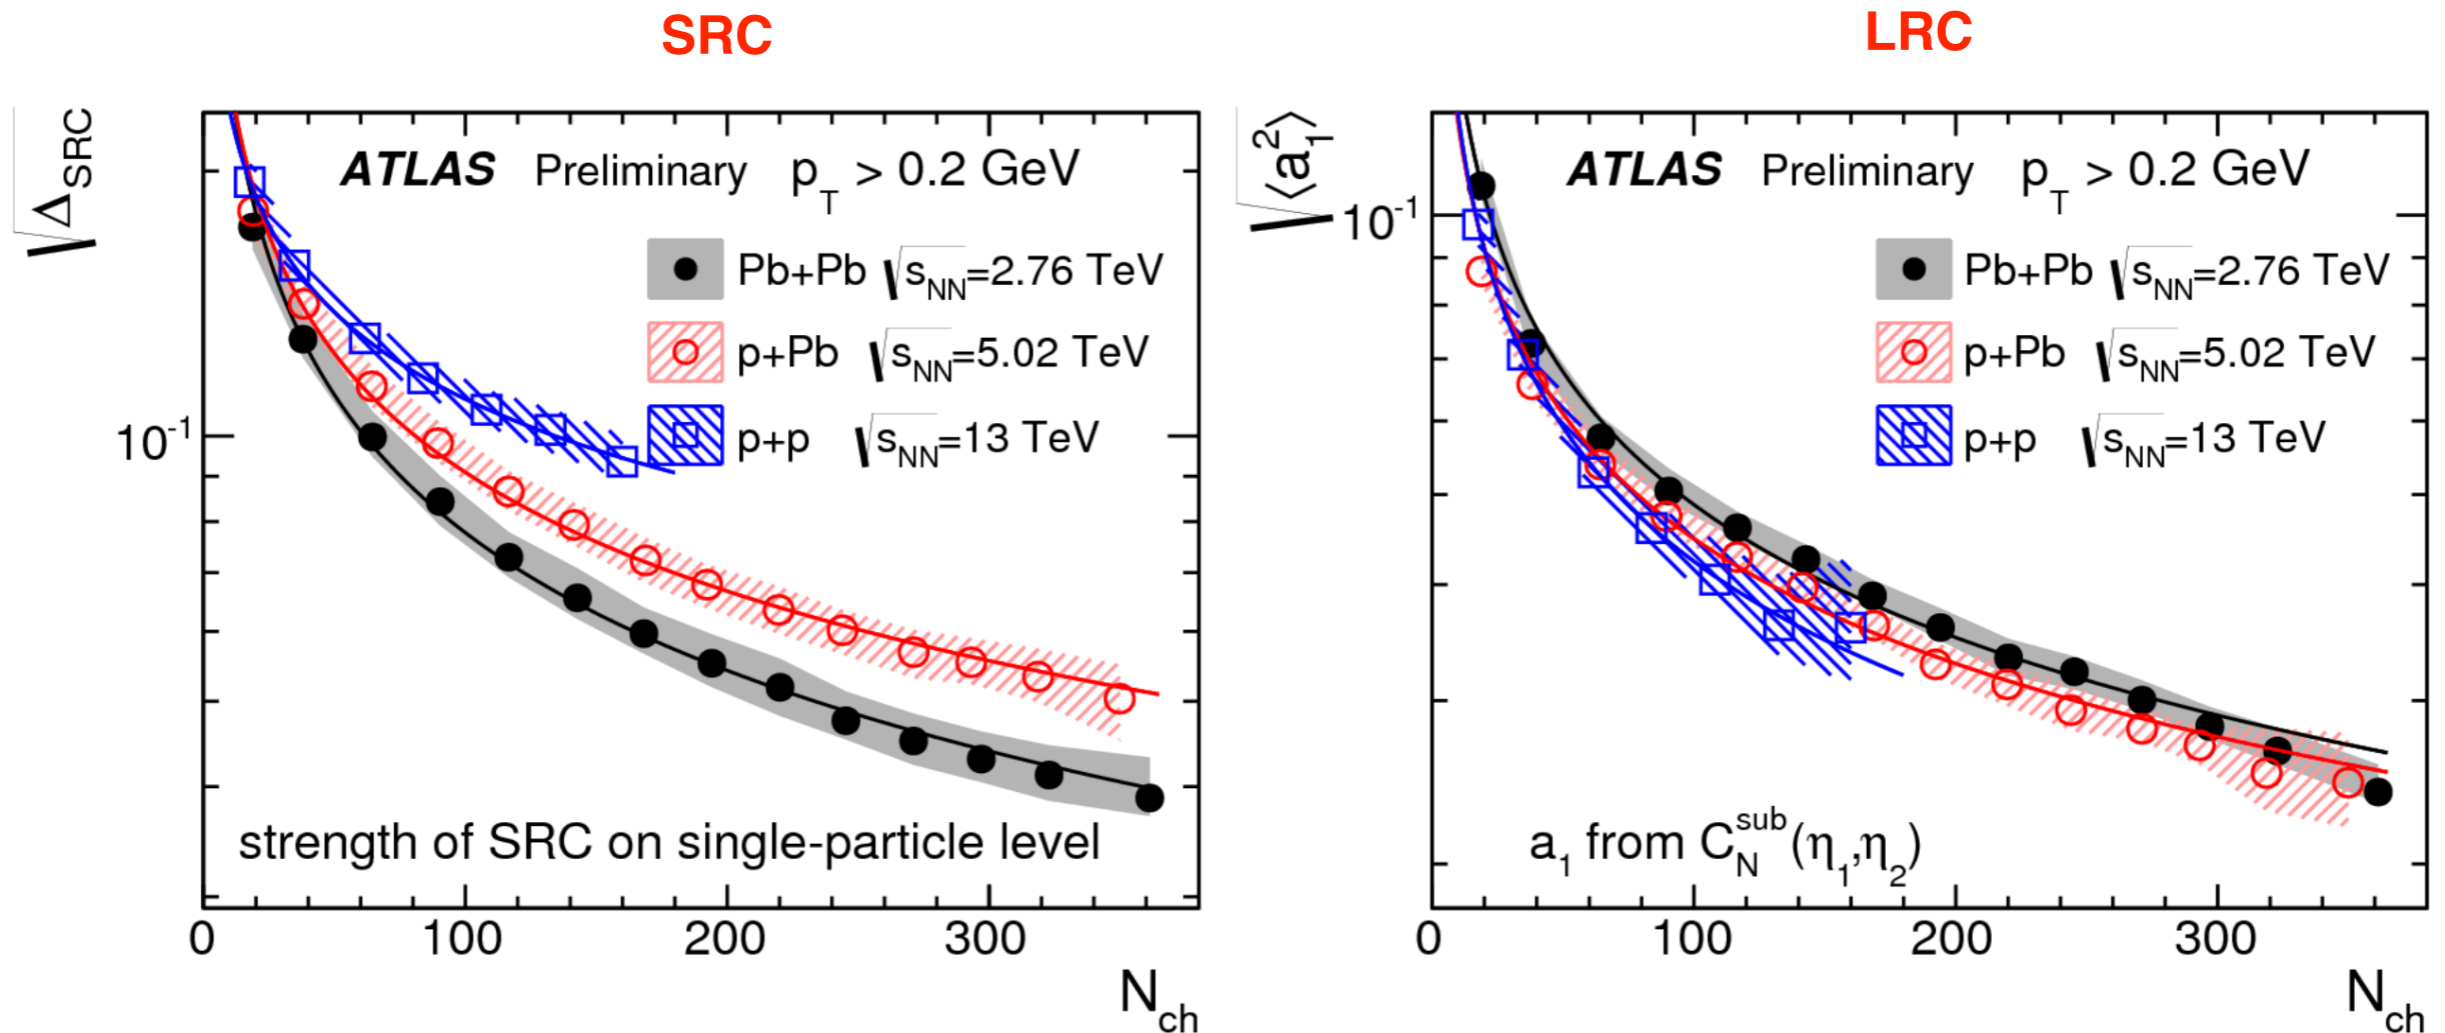 SRC
√Δ_SRC
ATLAS Preliminary p_T > 0.2 GeV
Pb+Pb √s_NN=2.76 TeV
p+Pb √s_NN=5.02 TeV
p+p √s_NN=13 TeV
10^-1
strength of SRC on single-particle level
0 100 200 300
N_ch
LRC
√⟨a_1^2⟩
ATLAS Preliminary p_T > 0.2 GeV
10^-1
Pb+Pb √s_NN=2.76 TeV
p+Pb √s_NN=5.02 TeV
p+p √s_NN=13 TeV
a_1 from C_N^sub(η_1,η_2)
0 100 200 300
N_ch